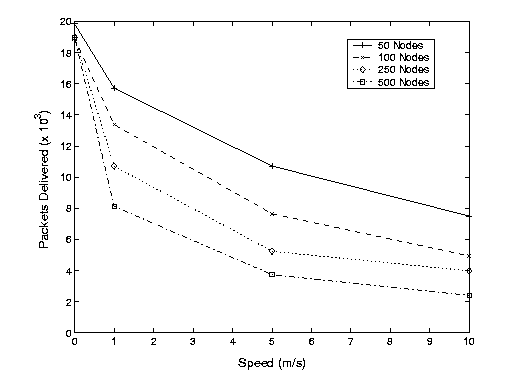 20
18
16
14
12
10
8
6
4
2
0
Packets Delivered (x 10³)
50 Nodes
100 Nodes
250 Nodes
500 Nodes
0 1 2 3 4 5 6 7 8 9 10
Speed (m/s)